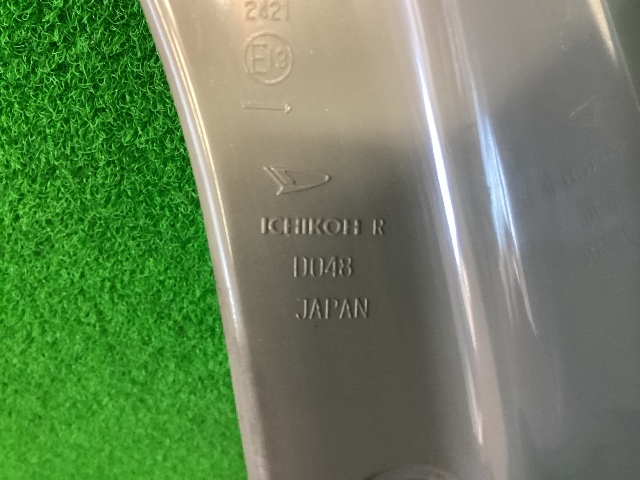 2421
E13
ICHIKOH R
D048
JAPAN